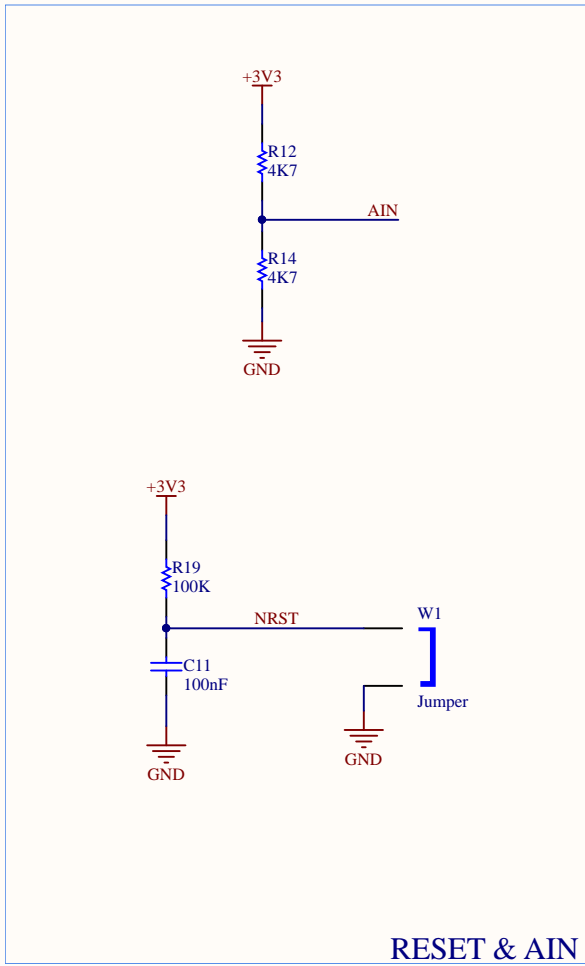 +3V3
R12
4K7
AIN
R14
4K7
GND
+3V3
R19
100K
NRST
W1
C11
100nF
Jumper
GND
GND
RESET & AIN